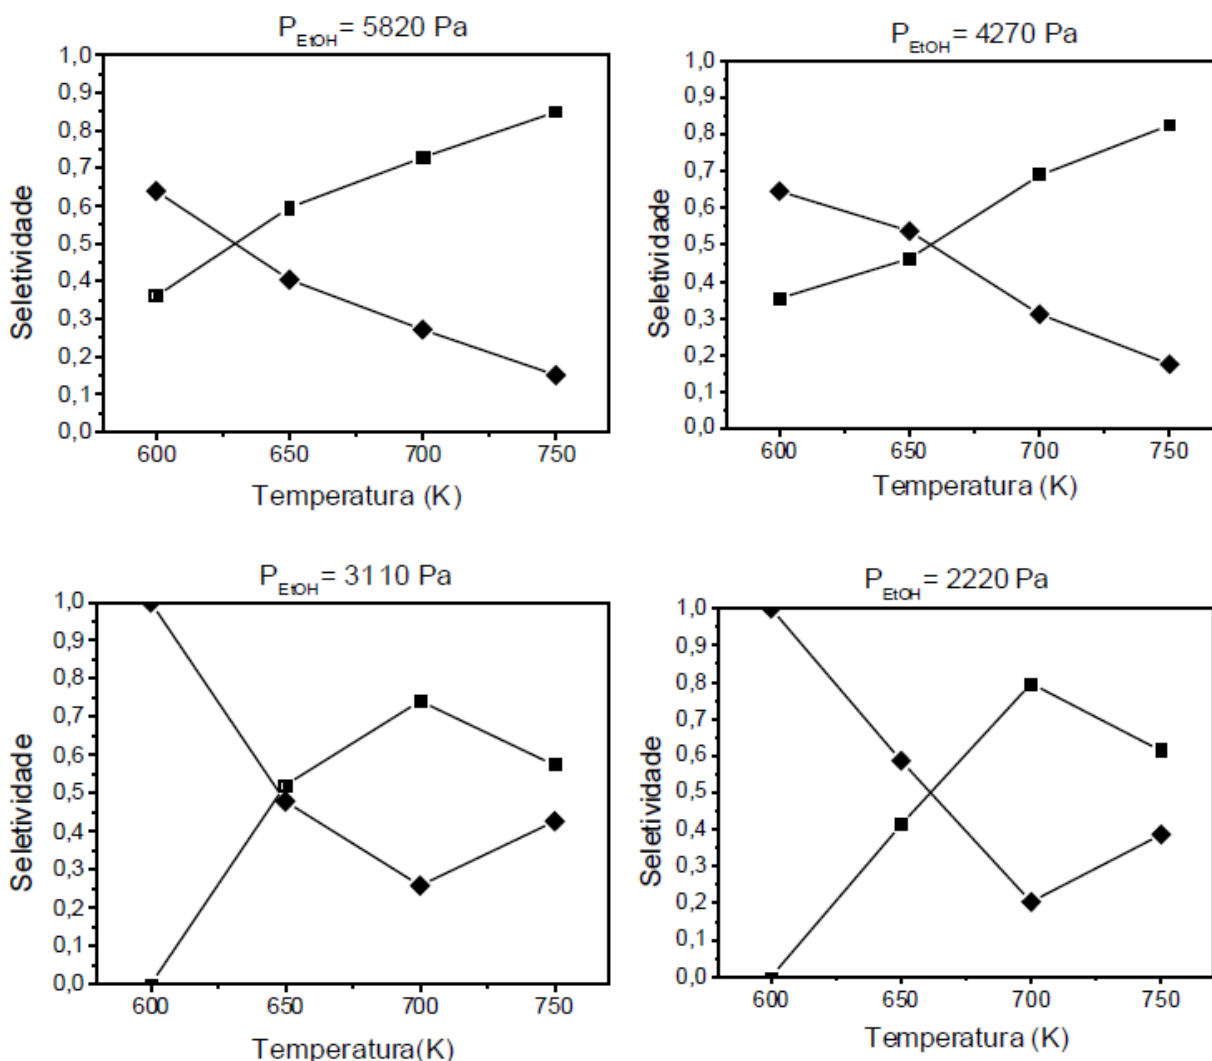 P_EtOH = 5820 Pa
1,0
0,9
0,8
0,7
0,6
0,5
0,4
0,3
0,2
0,1
0,0
Seletividade
600 650 700 750
Temperatura (K)
P_EtOH = 4270 Pa
1,0
0,9
0,8
0,7
0,6
0,5
0,4
0,3
0,2
0,1
0,0
Seletividade
600 650 700 750
Temperatura (K)
P_EtOH = 3110 Pa
1,0
0,9
0,8
0,7
0,6
0,5
0,4
0,3
0,2
0,1
0,0
Seletividade
600 650 700 750
Temperatura(K)
P_EtOH = 2220 Pa
1,0
0,9
0,8
0,7
0,6
0,5
0,4
0,3
0,2
0,1
0,0
Seletividade
600 650 700 750
Temperatura (K)